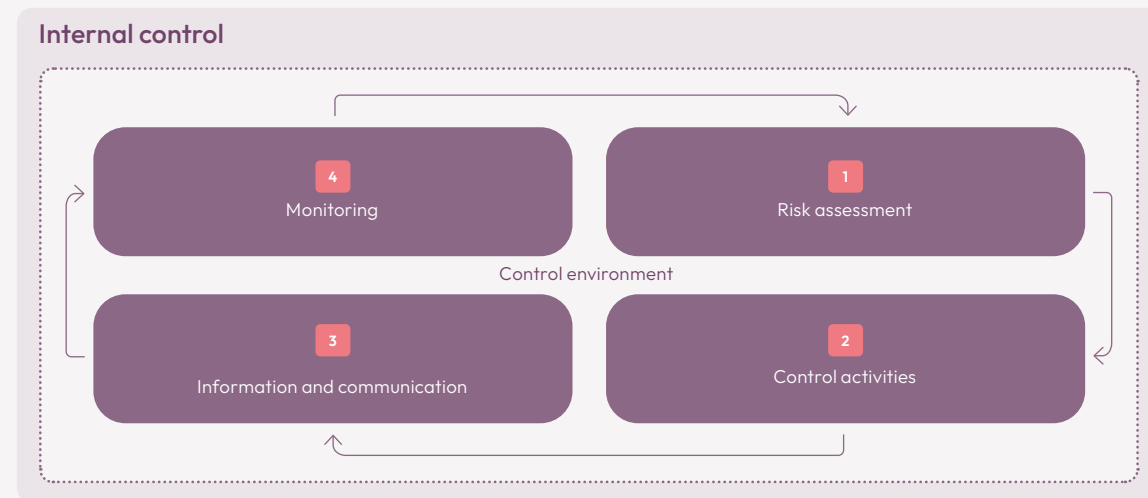 Internal control
4
Monitoring
1
Risk assessment
Control environment
3
Information and communication
2
Control activities